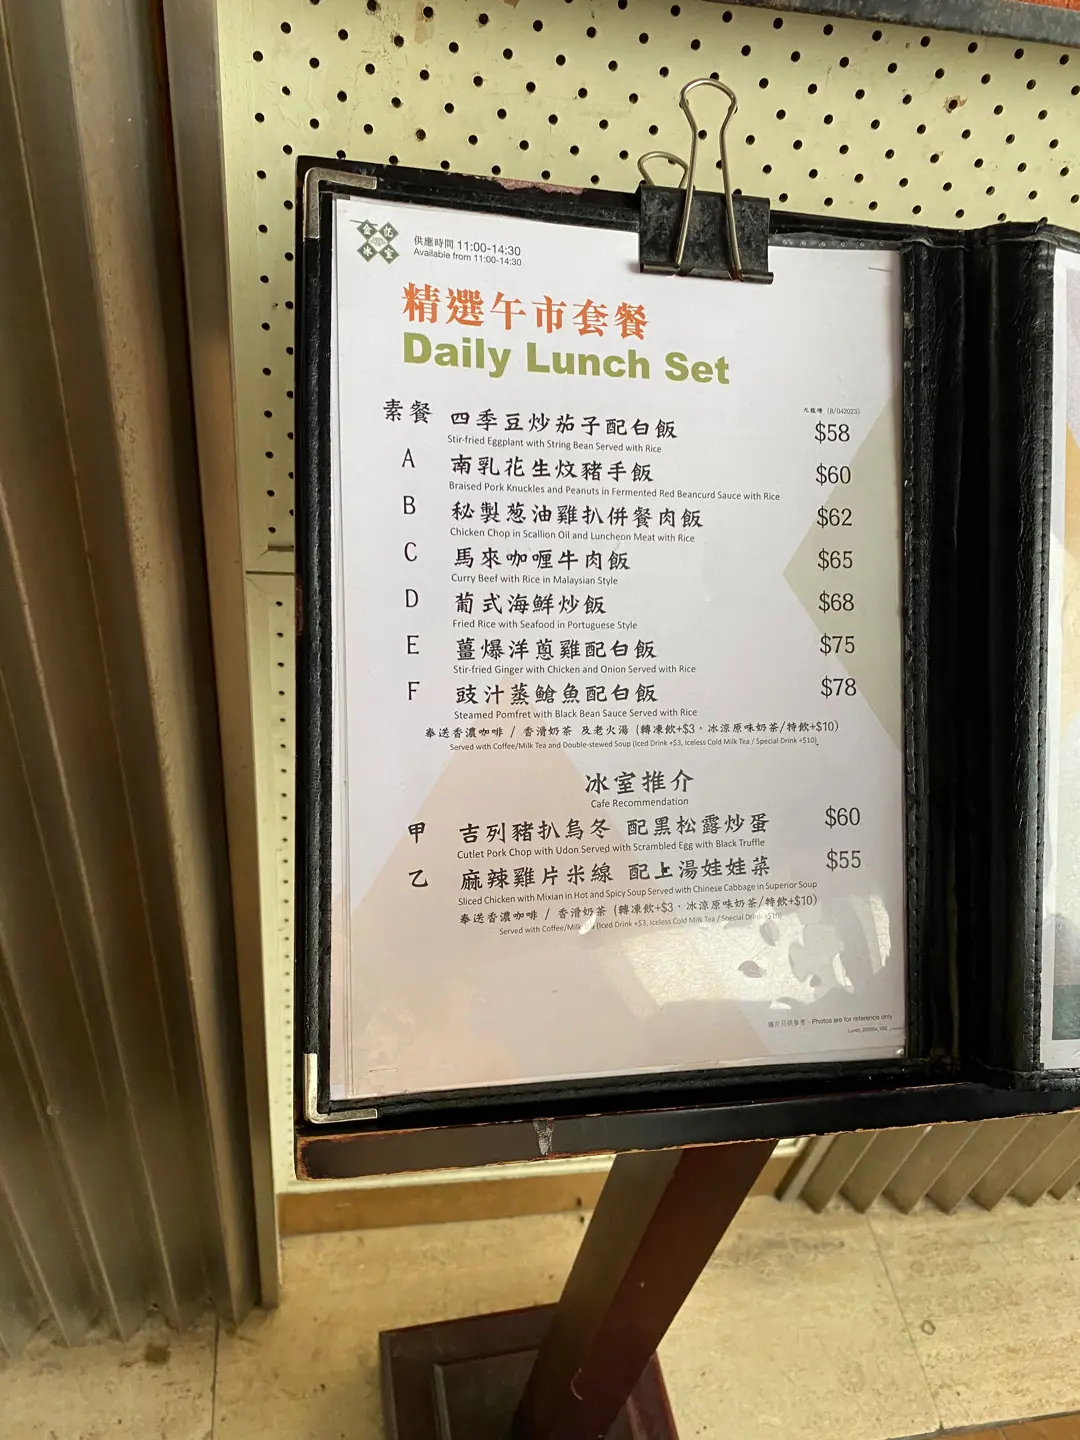 金悅
冰室
供應時間 11:00-14:30
Available from 11:00-14:30
精選午市套餐
Daily Lunch Set
九龍塘 (8/042023)
素餐 四季豆炒茄子配白飯 $58
Stir-fried Eggplant with String Bean Served with Rice
A 南乳花生炆豬手飯 $60
Braised Pork Knuckles and Peanuts in Fermented Red Beancurd Sauce with Rice
B 秘製葱油雞扒併餐肉飯 $62
Chicken Chop in Scallion Oil and Luncheon Meat with Rice
C 馬來咖喱牛肉飯 $65
Curry Beef with Rice in Malaysian Style
D 葡式海鮮炒飯 $68
Fried Rice with Seafood in Portuguese Style
E 薑爆洋蔥雞配白飯 $75
Stir-fried Ginger with Chicken and Onion Served with Rice
F 豉汁蒸鯧魚配白飯 $78
Steamed Pomfret with Black Bean Sauce Served with Rice
奉送香濃咖啡 / 香滑奶茶 及老火湯 (轉凍飲+$3，冰涼原味奶茶/特飲+$10)
Served with Coffee/Milk Tea and Double-stewed Soup (Iced Drink +$3, Iceless Cold Milk Tea / Special Drink +$10)
冰室推介
Cafe Recommendation
甲 吉列豬扒烏冬 配黑松露炒蛋 $60
Cutlet Pork Chop with Udon Served with Scrambled Egg with Black Truffle
乙 麻辣雞片米線 配上湯娃娃菜 $55
Sliced Chicken with Mixian in Hot and Spicy Soup Served with Chinese Cabbage in Superior Soup
奉送香濃咖啡 / 香滑奶茶 (轉凍飲+$3，冰涼原味奶茶/特飲+$10)
Served with Coffee/Milk Tea (Iced Drink +$3, Iceless Cold Milk Tea / Special Drink +$10)
圖片只供參考。Photos are for reference only